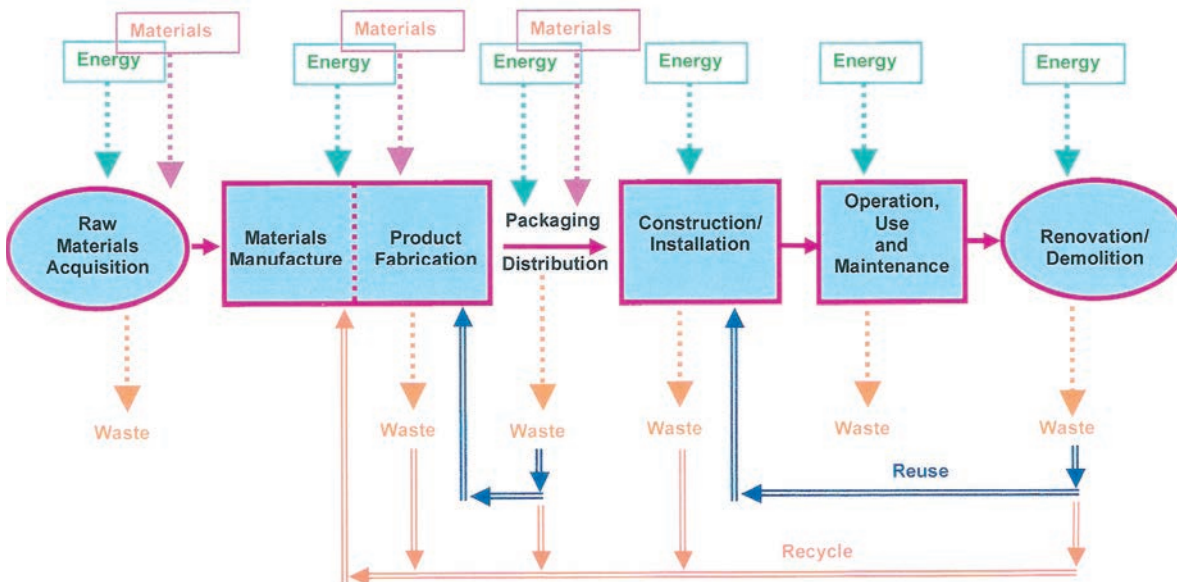 Materials
Materials
Materials
Energy
Energy
Energy
Energy
Energy
Energy
Raw
Materials
Acquisition
Materials
Manufacture
Product
Fabrication
Packaging
Distribution
Construction/
Installation
Operation,
Use
and
Maintenance
Renovation/
Demolition
Waste
Waste
Waste
Waste
Waste
Waste
Reuse
Recycle